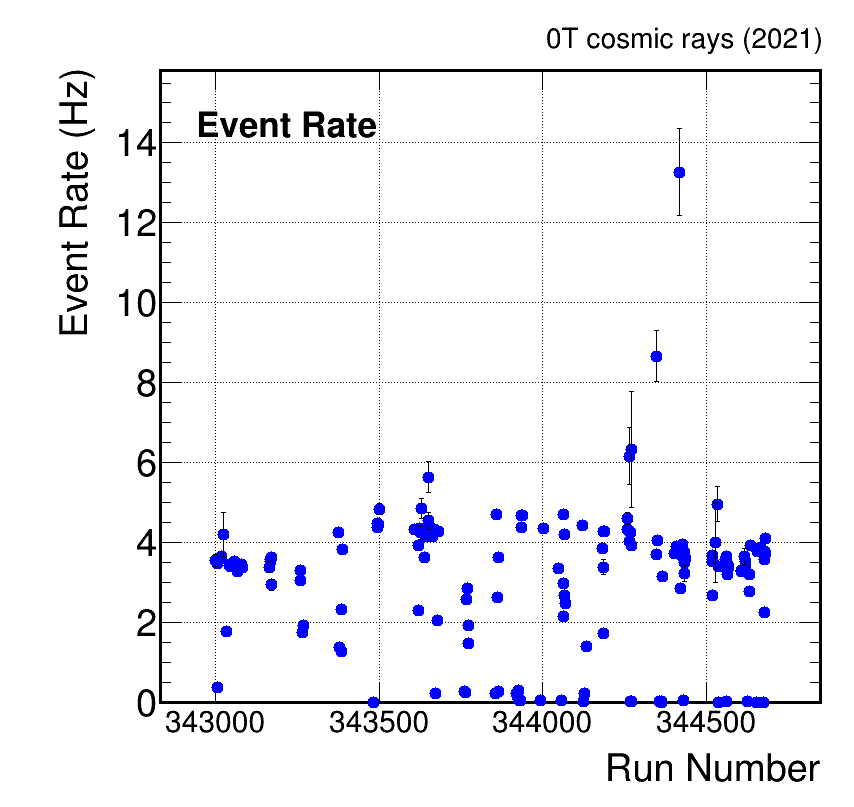 0T cosmic rays (2021)
Event Rate (Hz)
Event Rate
14
12
10
8
6
4
2
0
343000 343500 344000 344500
Run Number